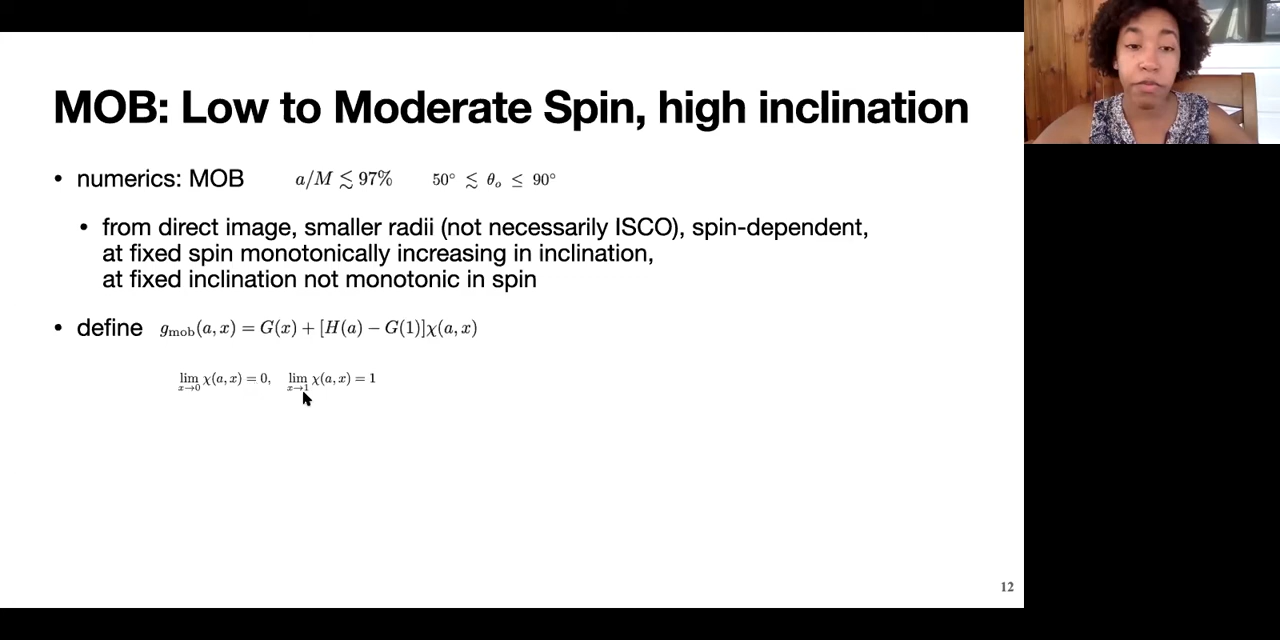 MOB: Low to Moderate Spin, high inclination
• numerics: MOB a/M ≲ 97% 50° ≲ θₒ ≤ 90°
• from direct image, smaller radii (not necessarily ISCO), spin-dependent,
at fixed spin monotonically increasing in inclination,
at fixed inclination not monotonic in spin
• define g_mob(a, x) = G(x) + [H(a) − G(1)]χ(a, x)
lim_{x→0} χ(a, x) = 0, lim_{x→1} χ(a, x) = 1
12